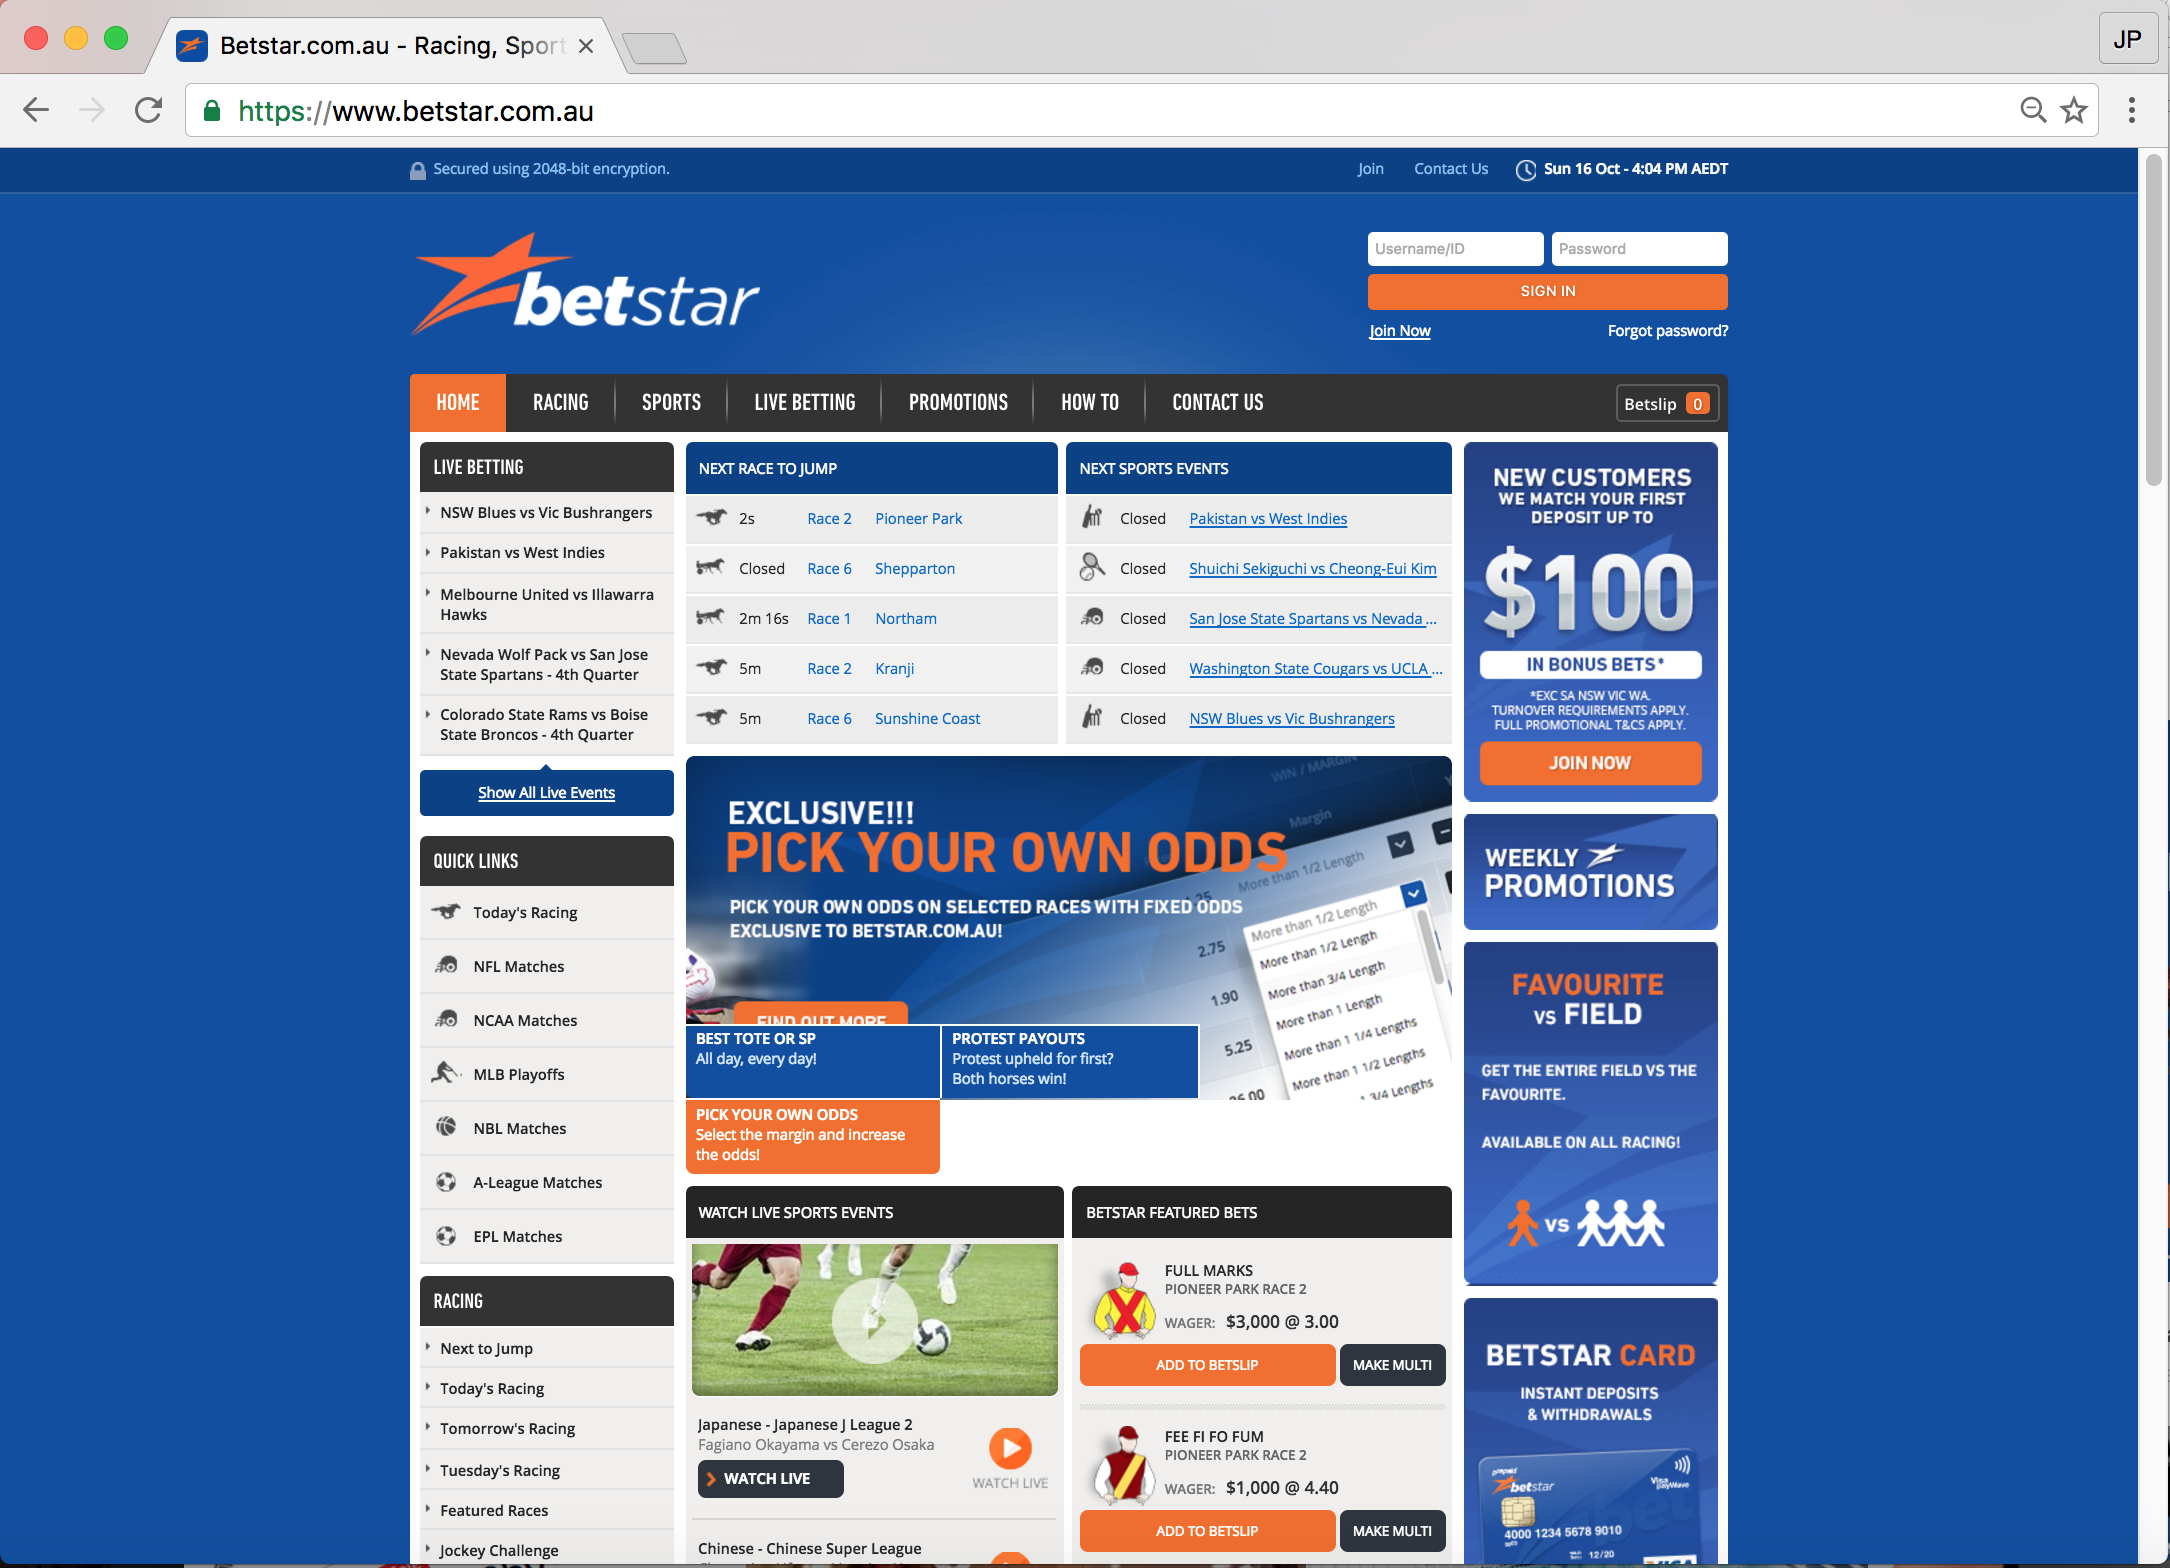 Betstar.com.au - Racing, Sport
JP
https://www.betstar.com.au
Secured using 2048-bit encryption.
Join
Contact Us
Sun 16 Oct - 4:04 PM AEDT
betstar
Username/ID
Password
SIGN IN
Join Now
Forgot password?
HOME
RACING
SPORTS
LIVE BETTING
PROMOTIONS
HOW TO
CONTACT US
Betslip 0
LIVE BETTING
NSW Blues vs Vic Bushrangers
Pakistan vs West Indies
Melbourne United vs Illawarra
Hawks
Nevada Wolf Pack vs San Jose
State Spartans - 4th Quarter
Colorado State Rams vs Boise
State Broncos - 4th Quarter
Show All Live Events
QUICK LINKS
Today's Racing
NFL Matches
NCAA Matches
MLB Playoffs
NBL Matches
A-League Matches
EPL Matches
RACING
Next to Jump
Today's Racing
Tomorrow's Racing
Tuesday's Racing
Featured Races
Jockey Challenge
NEXT RACE TO JUMP
2s Race 2 Pioneer Park
Closed Race 6 Shepparton
2m 16s Race 1 Northam
5m Race 2 Kranji
5m Race 6 Sunshine Coast
NEXT SPORTS EVENTS
Closed Pakistan vs West Indies
Closed Shuichi Sekiguchi vs Cheong-Eui Kim
Closed San Jose State Spartans vs Nevada ...
Closed Washington State Cougars vs UCLA ...
Closed NSW Blues vs Vic Bushrangers
EXCLUSIVE!!!
PICK YOUR OWN ODDS
PICK YOUR OWN ODDS ON SELECTED RACES WITH FIXED ODDS
EXCLUSIVE TO BETSTAR.COM.AU!
FIND OUT MORE
WIN / MARGIN
Margin
More than 1/2 Length
More than 1/2 Length
2.75
More than 1/2 Length
More than 3/4 Length
1.90
More than 1 Length
More than 1 1/4 Lengths
5.25
More than 1 1/2 Lengths
1 3/4 Lengths
26.00
BEST TOTE OR SP
All day, every day!
PROTEST PAYOUTS
Protest upheld for first?
Both horses win!
PICK YOUR OWN ODDS
Select the margin and increase
the odds!
WATCH LIVE SPORTS EVENTS
Japanese - Japanese J League 2
Fagiano Okayama vs Cerezo Osaka
WATCH LIVE
WATCH LIVE
Chinese - Chinese Super League
BETSTAR FEATURED BETS
FULL MARKS
PIONEER PARK RACE 2
WAGER: $3,000 @ 3.00
ADD TO BETSLIP
MAKE MULTI
FEE FI FO FUM
PIONEER PARK RACE 2
WAGER: $1,000 @ 4.40
ADD TO BETSLIP
MAKE MULTI
NEW CUSTOMERS
WE MATCH YOUR FIRST
DEPOSIT UP TO
$100
IN BONUS BETS*
*EXC SA NSW VIC WA.
TURNOVER REQUIREMENTS APPLY.
FULL PROMOTIONAL T&CS APPLY.
JOIN NOW
WEEKLY
PROMOTIONS
FAVOURITE
VS FIELD
GET THE ENTIRE FIELD VS THE
FAVOURITE.
AVAILABLE ON ALL RACING!
VS
BETSTAR CARD
INSTANT DEPOSITS
& WITHDRAWALS
prepaid
betstar
Visa
payWave
4000 1234 5678 9010
12/20